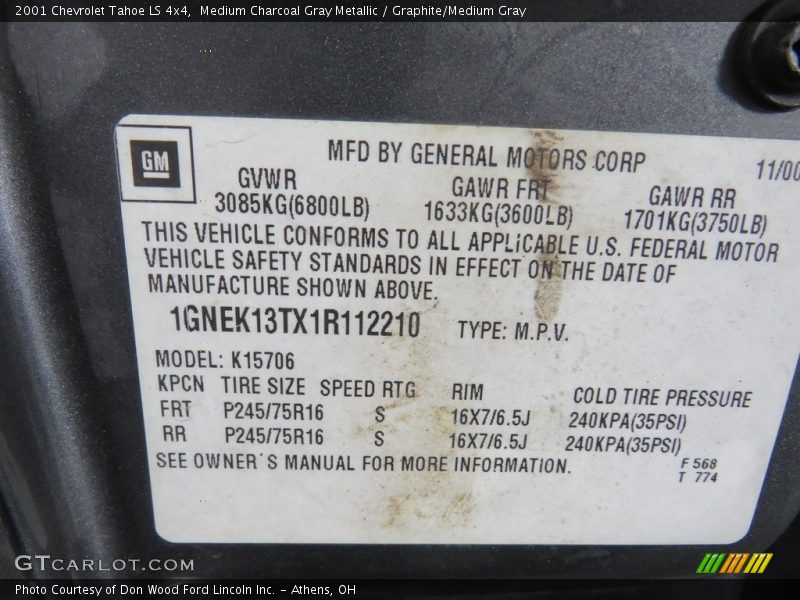 2001 Chevrolet Tahoe LS 4x4, Medium Charcoal Gray Metallic / Graphite/Medium Gray
GM
MFD BY GENERAL MOTORS CORP 11/00
GVWR GAWR FRT GAWR RR
3085KG(6800LB) 1633KG(3600LB) 1701KG(3750LB)
THIS VEHICLE CONFORMS TO ALL APPLICABLE U.S. FEDERAL MOTOR
VEHICLE SAFETY STANDARDS IN EFFECT ON THE DATE OF
MANUFACTURE SHOWN ABOVE.
1GNEK13TX1R112210 TYPE: M.P.V.
MODEL: K15706
KPCN TIRE SIZE SPEED RTG RIM COLD TIRE PRESSURE
FRT P245/75R16 S 16X7/6.5J 240KPA(35PSI)
RR P245/75R16 S 16X7/6.5J 240KPA(35PSI)
SEE OWNER'S MANUAL FOR MORE INFORMATION.
F 568
T 774
GTCARLOT.COM
Photo Courtesy of Don Wood Ford Lincoln Inc. - Athens, OH